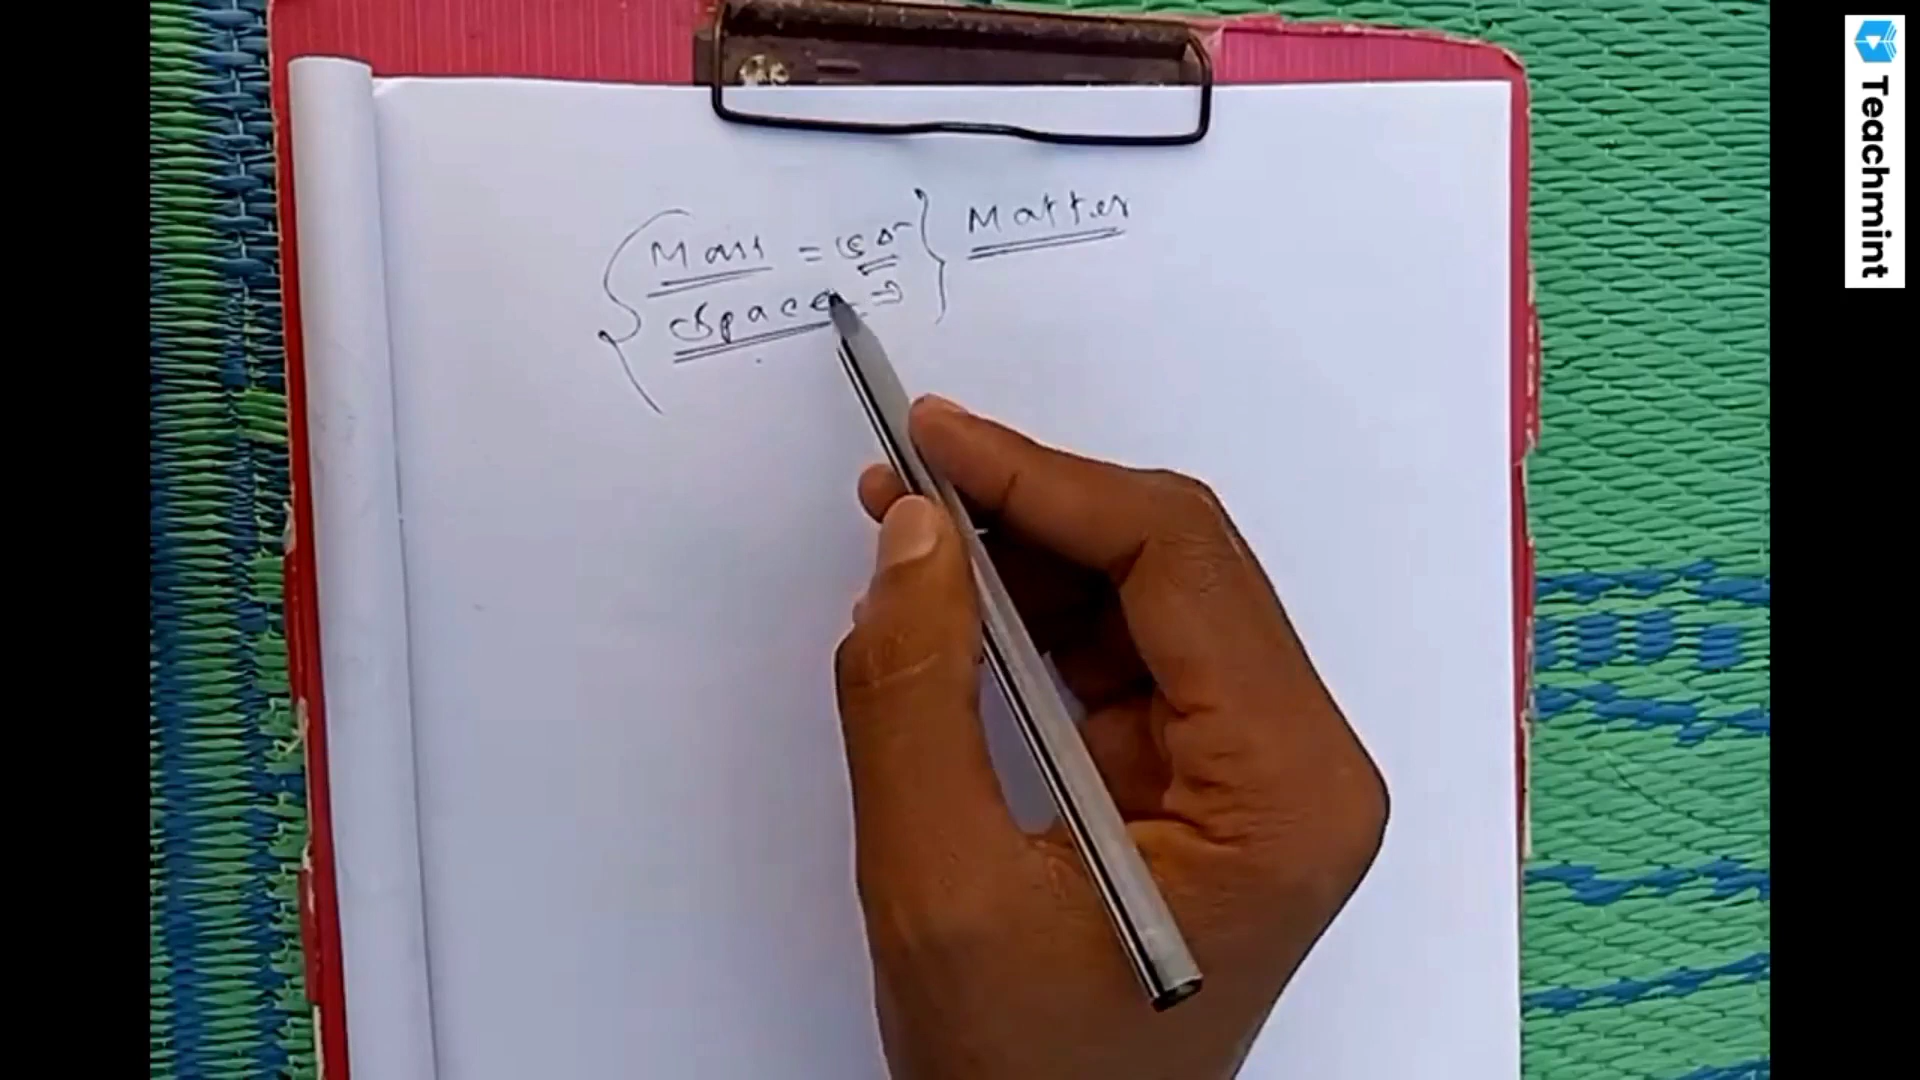 Mass =
Space ⇒
Matter
Teachmint